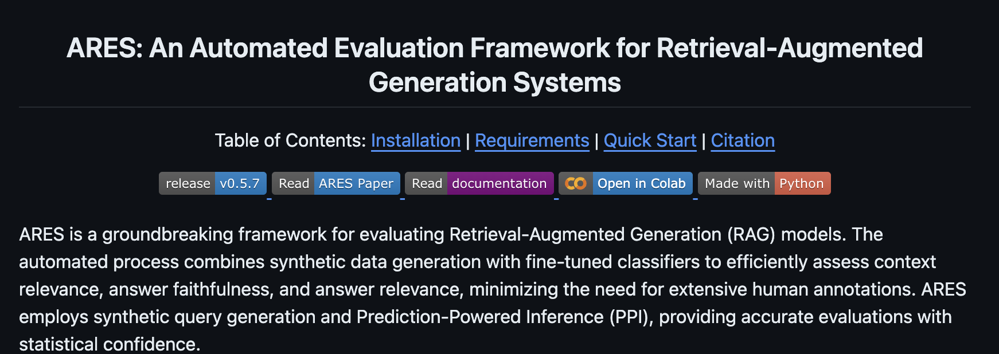 ARES: An Automated Evaluation Framework for Retrieval-Augmented
Generation Systems
Table of Contents: Installation | Requirements | Quick Start | Citation
release v0.5.7 Read ARES Paper Read documentation Open in Colab Made with Python
ARES is a groundbreaking framework for evaluating Retrieval-Augmented Generation (RAG) models. The
automated process combines synthetic data generation with fine-tuned classifiers to efficiently assess context
relevance, answer faithfulness, and answer relevance, minimizing the need for extensive human annotations. ARES
employs synthetic query generation and Prediction-Powered Inference (PPI), providing accurate evaluations with
statistical confidence.